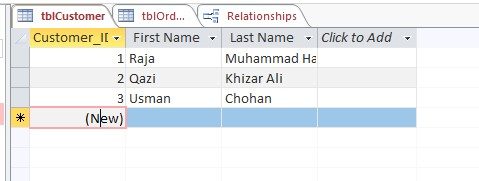 tblCustomer tblOrd... Relationships
Customer_ID First Name Last Name Click to Add
1 Raja Muhammad Ha
2 Qazi Khizar Ali
3 Usman Chohan
* (New)